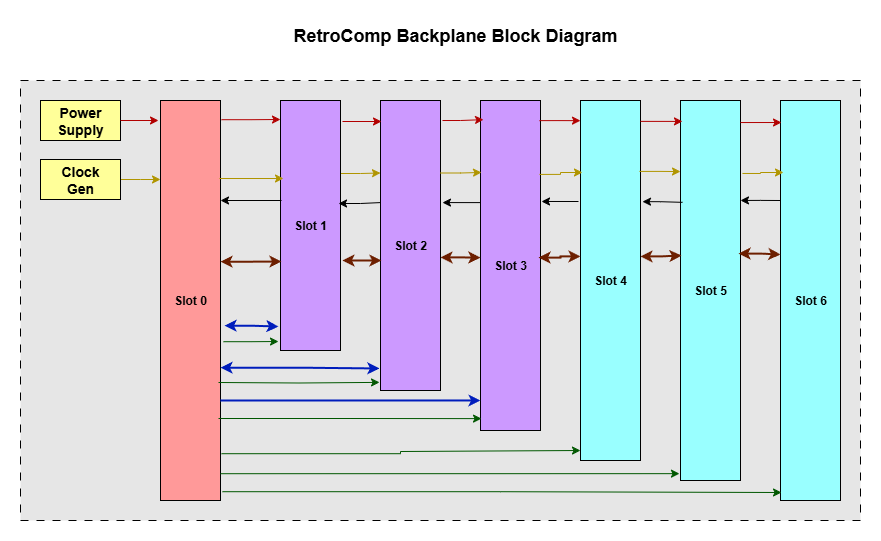 RetroComp Backplane Block Diagram
Power
Supply
Clock
Gen
Slot 0
Slot 1
Slot 2
Slot 3
Slot 4
Slot 5
Slot 6